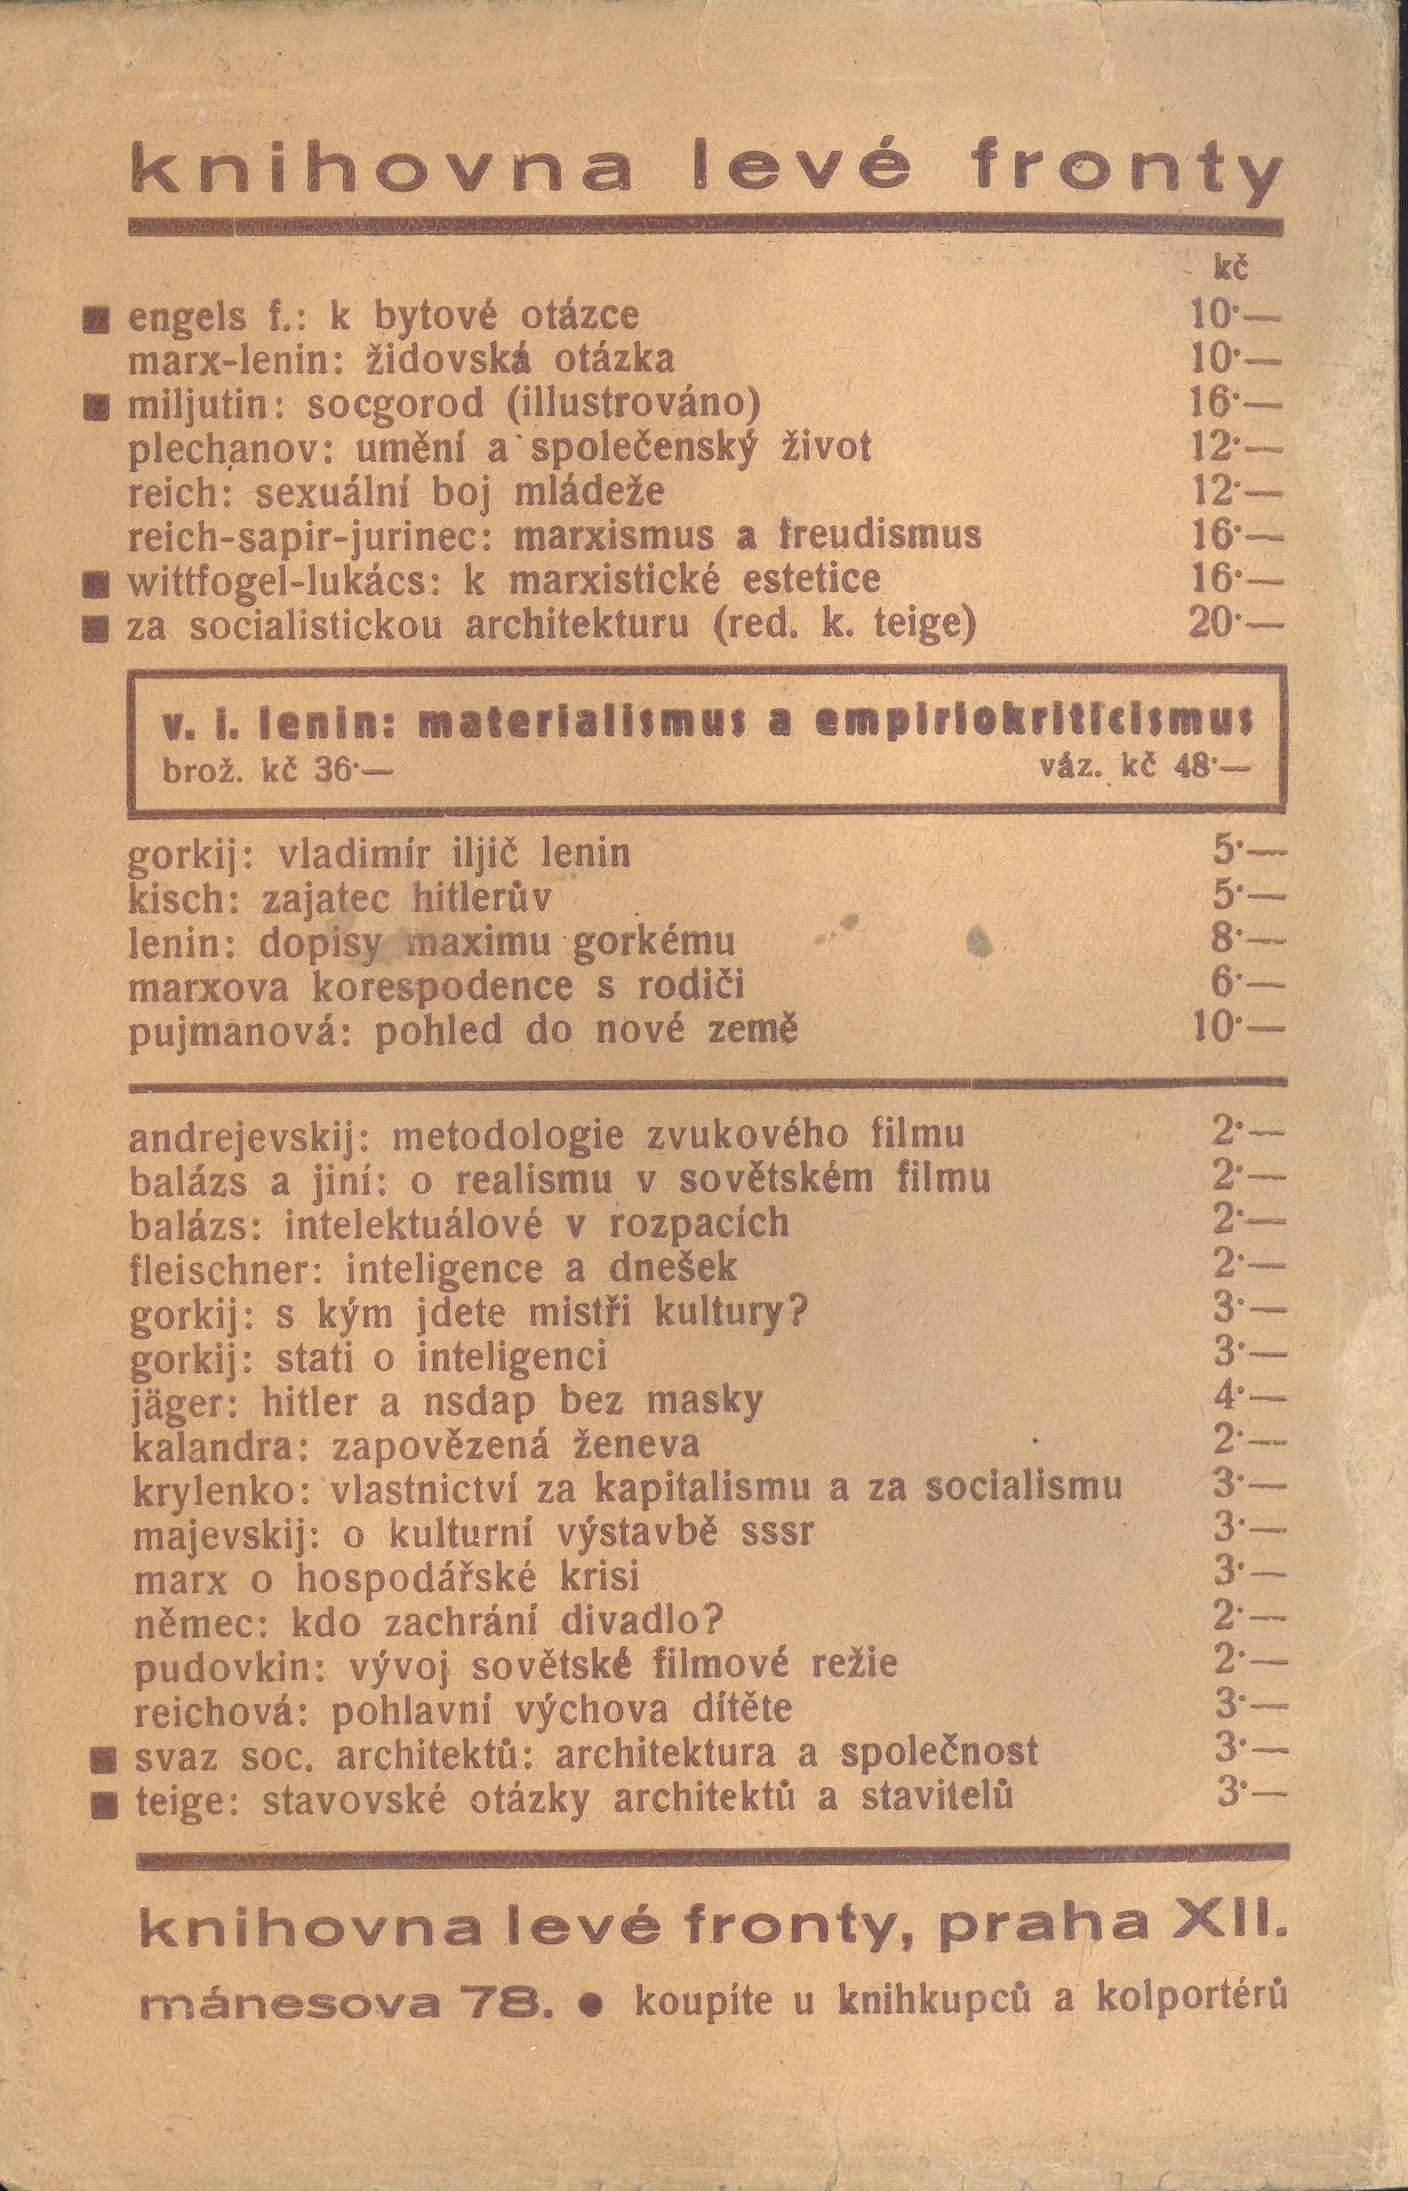 knihovna levé fronty
kč
■ engels f.: k bytové otázce 10·—
marx-lenin: židovská otázka 10·—
■ miljutin: socgorod (illustrováno) 16·—
plechanov: umění a společenský život 12·—
reich: sexuální boj mládeže 12·—
reich-sapir-jurinec: marxismus a freudismus 16·—
■ wittfogel-lukács: k marxistické estetice 16·—
■ za socialistickou architekturu (red. k. teige) 20·—
v. i. lenin: materialismus a empiriokriticismus
brož. kč 36·— váz. kč 48·—
gorkij: vladimír iljič lenin 5·—
kisch: zajatec hitlerův 5·—
lenin: dopisy maximu gorkému 8·—
marxova korespodence s rodiči 6·—
pujmanová: pohled do nové země 10·—
andrejevskij: metodologie zvukového filmu 2·—
balázs a jiní: o realismu v sovětském filmu 2·—
balázs: intelektuálové v rozpacích 2·—
fleischner: inteligence a dnešek 2·—
gorkij: s kým jdete mistři kultury? 3·—
gorkij: stati o inteligenci 3·—
jäger: hitler a nsdap bez masky 4·—
kalandra: zapovězená ženeva 2·—
krylenko: vlastnictví za kapitalismu a za socialismu 3·—
majevskij: o kulturní výstavbě sssr 3·—
marx o hospodářské krisi 3·—
němec: kdo zachrání divadlo? 2·—
pudovkin: vývoj sovětské filmové režie 2·—
reichová: pohlavní výchova dítěte 3·—
■ svaz soc. architektů: architektura a společnost 3·—
■ teige: stavovské otázky architektů a stavitelů 3·—
knihovna levé fronty, praha XII.
mánesova 78. ● koupíte u knihkupců a kolportérů